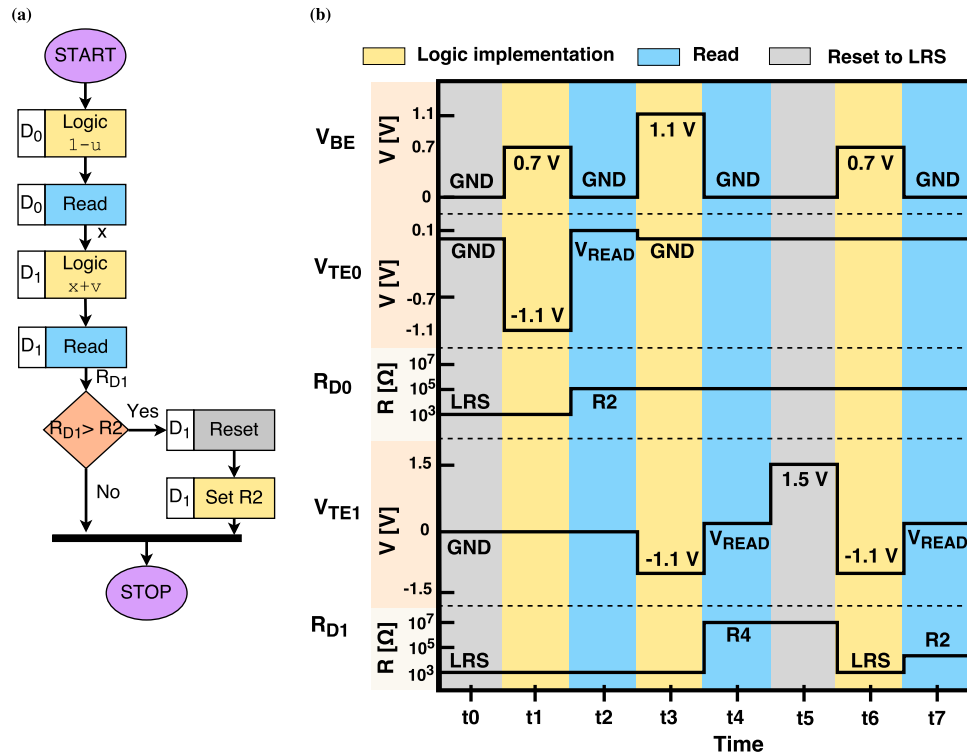 (a)
START
D0
Logic
1-u
D0
Read
x
D1
Logic
x+v
D1
Read
RD1
RD1> R2
Yes
No
D1
Reset
D1
Set R2
STOP
(b)
Logic implementation
Read
Reset to LRS
VBE
V [V]
1.1
0.7
0
GND
0.7 V
GND
1.1 V
GND
0.7 V
GND
VTE0
V [V]
0.1
-0.7
-1.1
GND
-1.1 V
VREAD
GND
RD0
R [Ω]
10^7
10^5
10^3
LRS
R2
VTE1
V [V]
1.5
0
-1.5
GND
-1.1 V
VREAD
1.5 V
-1.1 V
VREAD
RD1
R [Ω]
10^7
10^5
10^3
LRS
R4
LRS
R2
t0 t1 t2 t3 t4 t5 t6 t7
Time